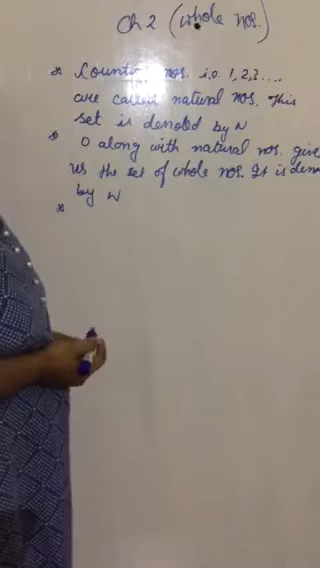 Ch 2 (whole nos.)
* Counti nos. i.e. 1, 2, 3 ....
are called natural nos. This
set is denoted by N
* 0 along with natural nos. give
us the set of whole nos. It is deno
by W
*